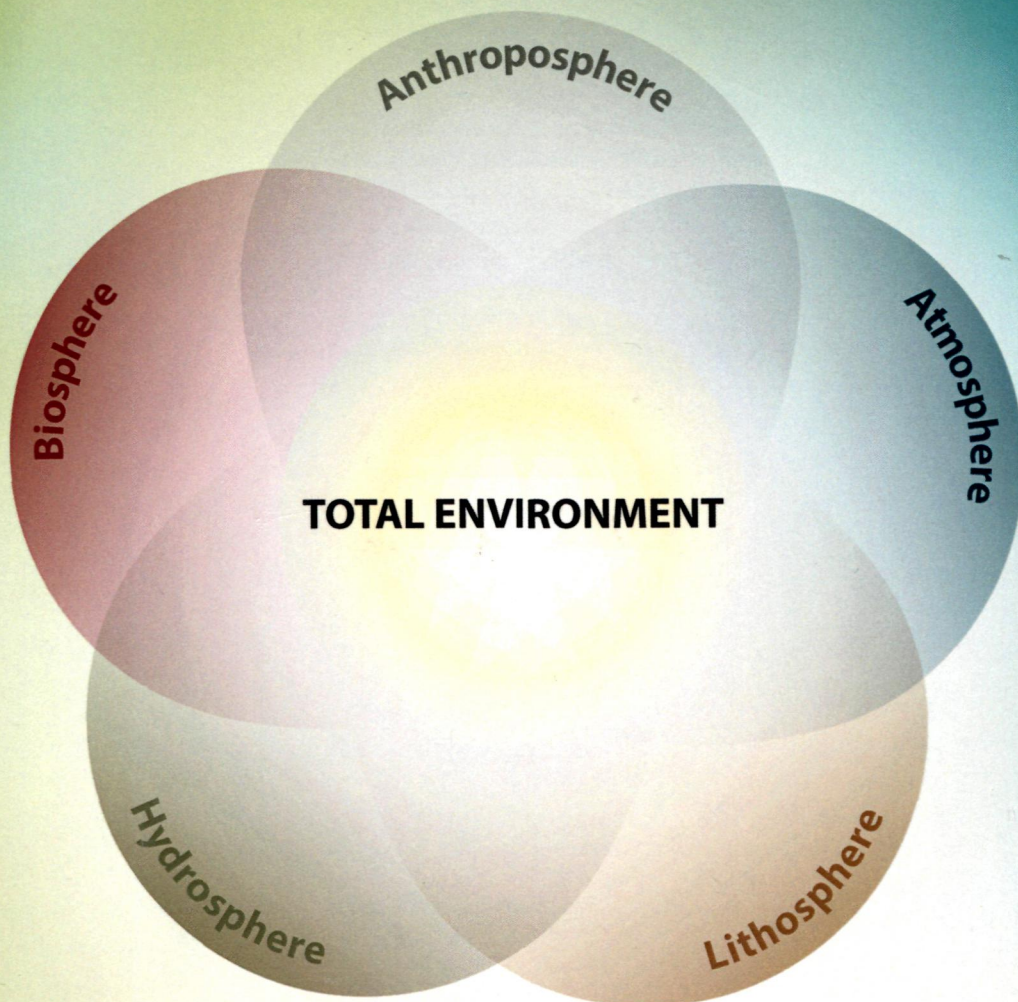 Anthroposphere
Biosphere
Atmosphere
TOTAL ENVIRONMENT
Hydrosphere
Lithosphere